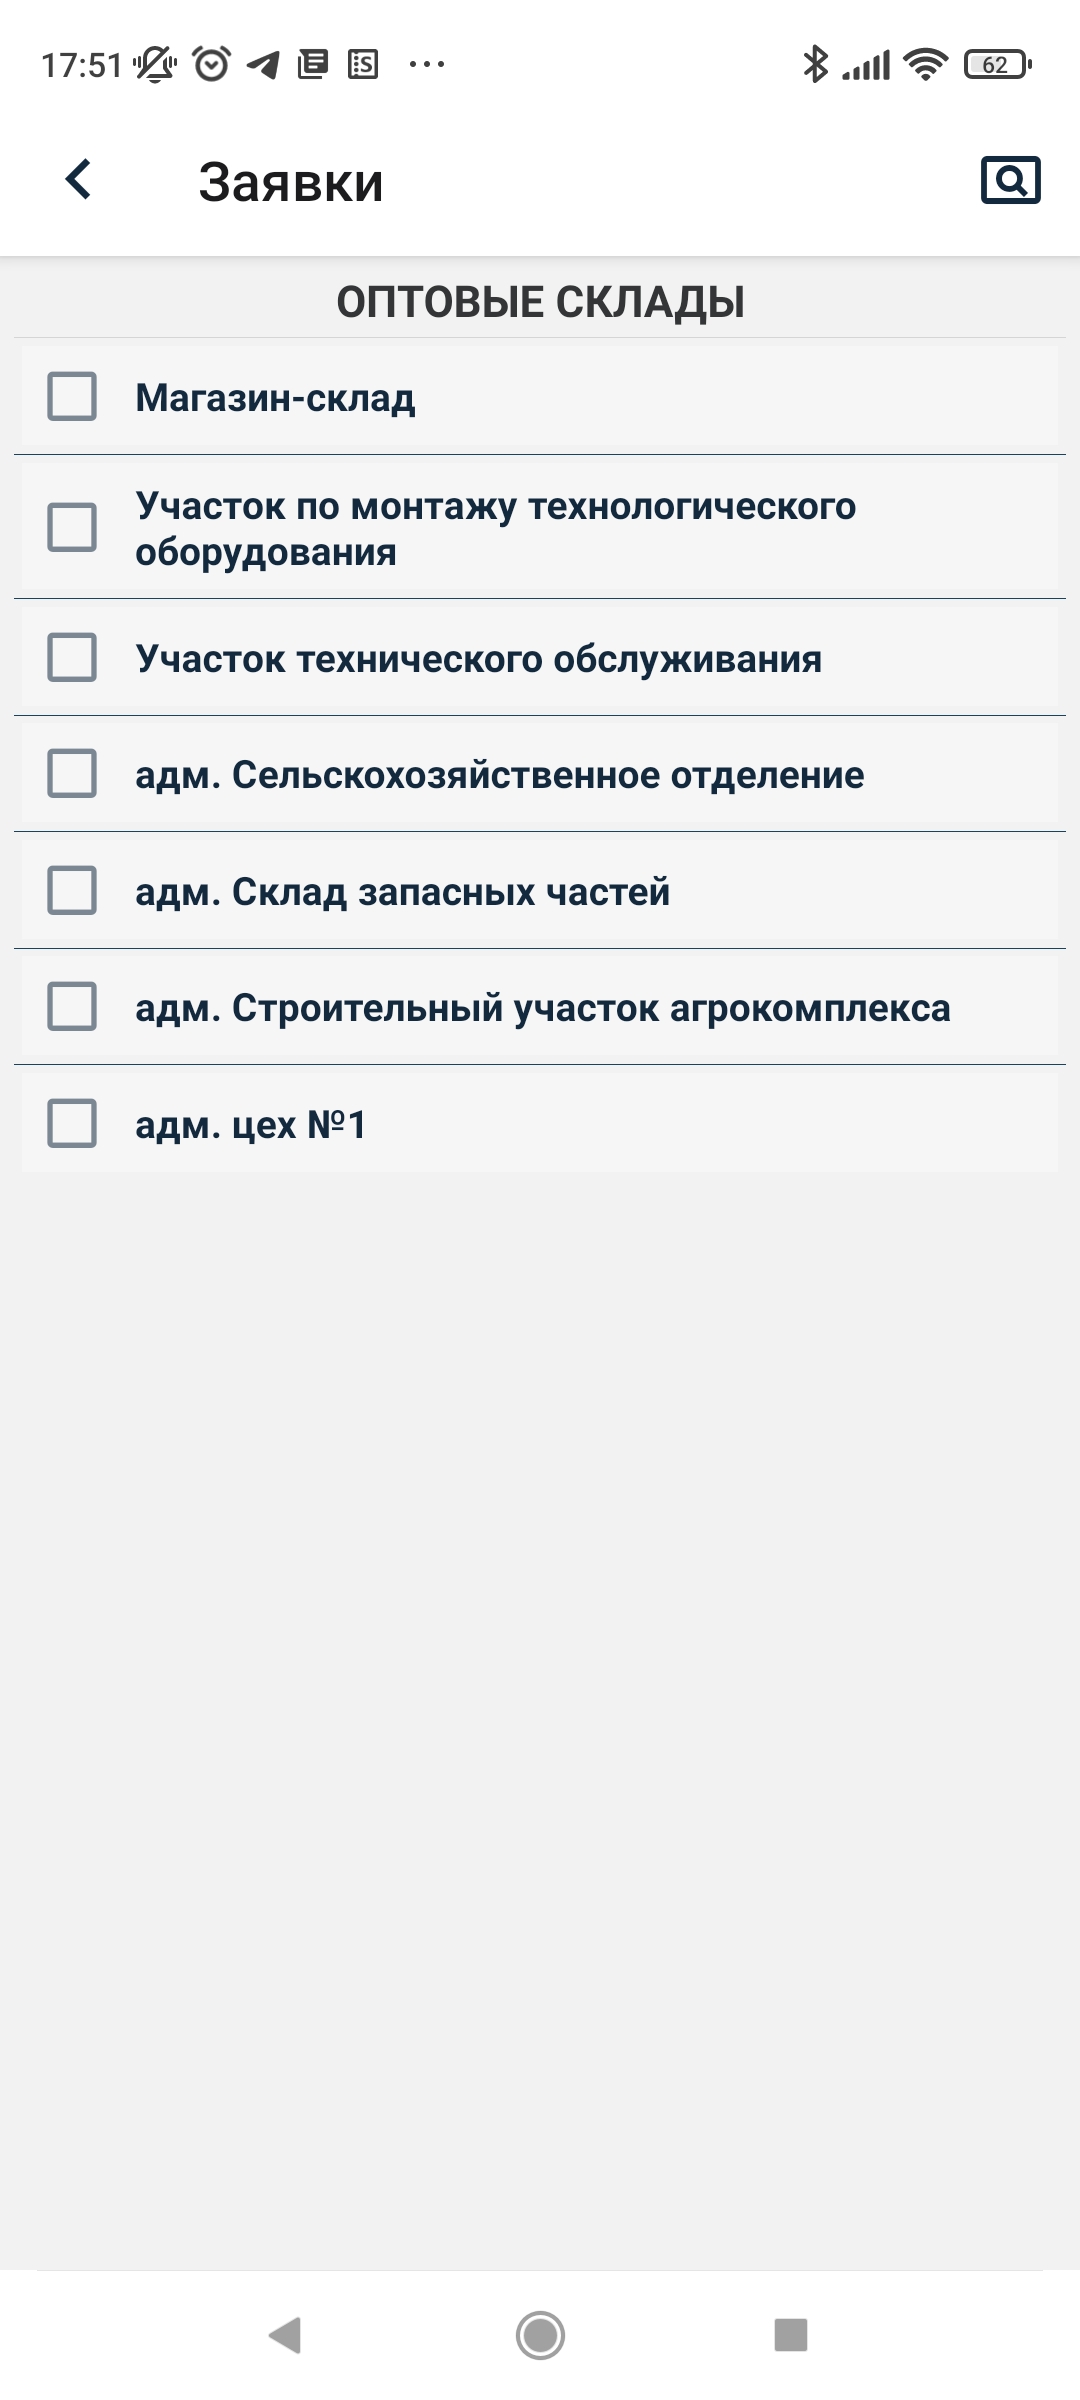 17:51
62
Заявки
ОПТОВЫЕ СКЛАДЫ
Магазин-склад
Участок по монтажу технологического
оборудования
Участок технического обслуживания
адм. Сельскохозяйственное отделение
адм. Склад запасных частей
адм. Строительный участок агрокомплекса
адм. цех №1